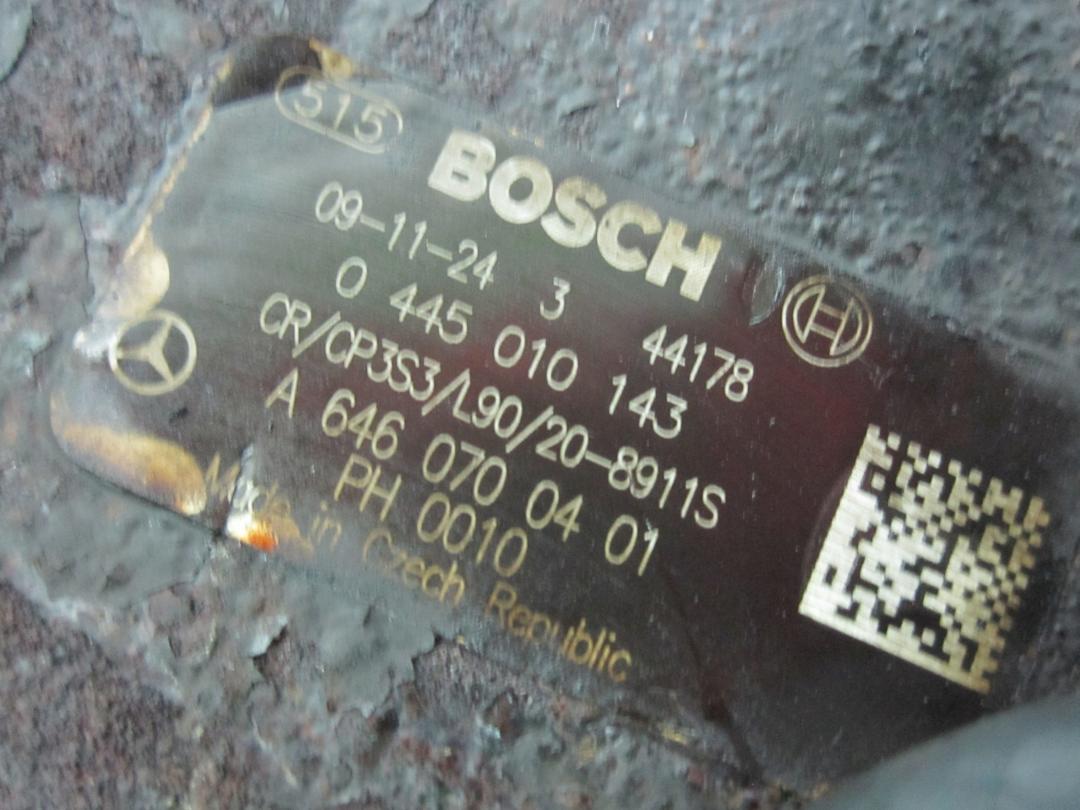 515
BOSCH
09-11-24 3 44178
0 445 010 143
CR/CP3S3/L90/20-8911S
A 646 070 04 01
PH 0010
Made in Czech Republic